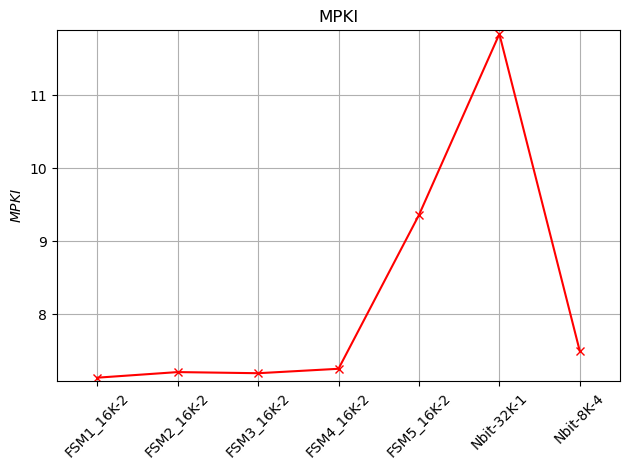 MPKI
MPKI
11
10
9
8
FSM1_16K-2
FSM2_16K-2
FSM3_16K-2
FSM4_16K-2
FSM5_16K-2
Nbit-32K-1
Nbit-8K-4